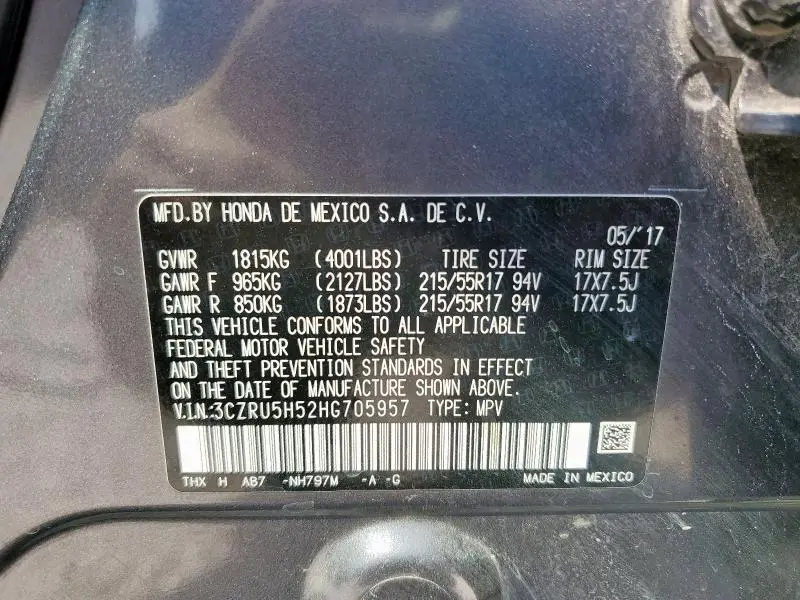 MFD.BY HONDA DE MEXICO S.A. DE C.V.
05/'17
GVWR 1815KG (4001LBS) TIRE SIZE RIM SIZE
GAWR F 965KG (2127LBS) 215/55R17 94V 17X7.5J
GAWR R 850KG (1873LBS) 215/55R17 94V 17X7.5J
THIS VEHICLE CONFORMS TO ALL APPLICABLE
FEDERAL MOTOR VEHICLE SAFETY
AND THEFT PREVENTION STANDARDS IN EFFECT
ON THE DATE OF MANUFACTURE SHOWN ABOVE.
V.I.N:3CZRU5H52HG705957 TYPE: MPV
THX H AB7 -NH797M -A -G MADE IN MEXICO